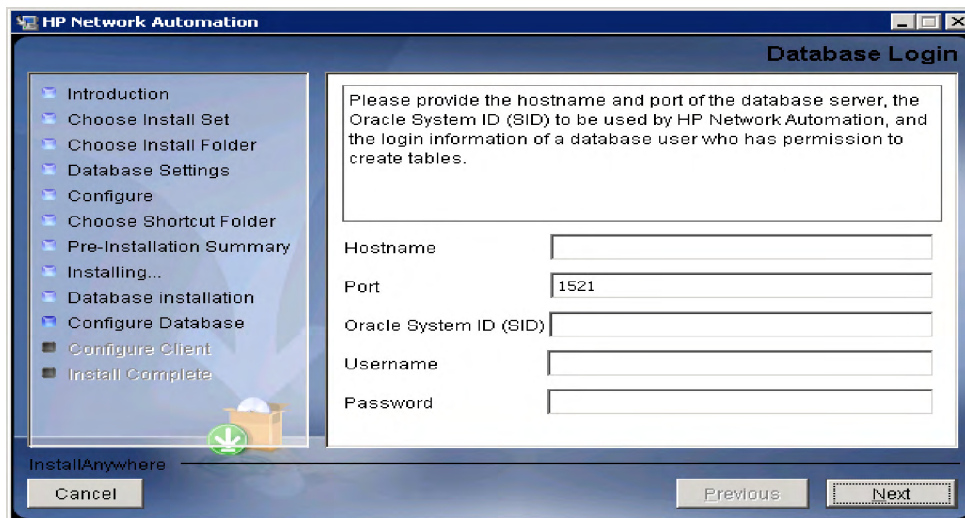 HP Network Automation
Database Login
Introduction
Choose Install Set
Choose Install Folder
Database Settings
Configure
Choose Shortcut Folder
Pre-Installation Summary
Installing...
Database installation
Configure Database
Configure Client
Install Complete
Please provide the hostname and port of the database server, the
Oracle System ID (SID) to be used by HP Network Automation, and
the login information of a database user who has permission to
create tables.
Hostname
Port 1521
Oracle System ID (SID)
Username
Password
InstallAnywhere
Cancel Previous Next